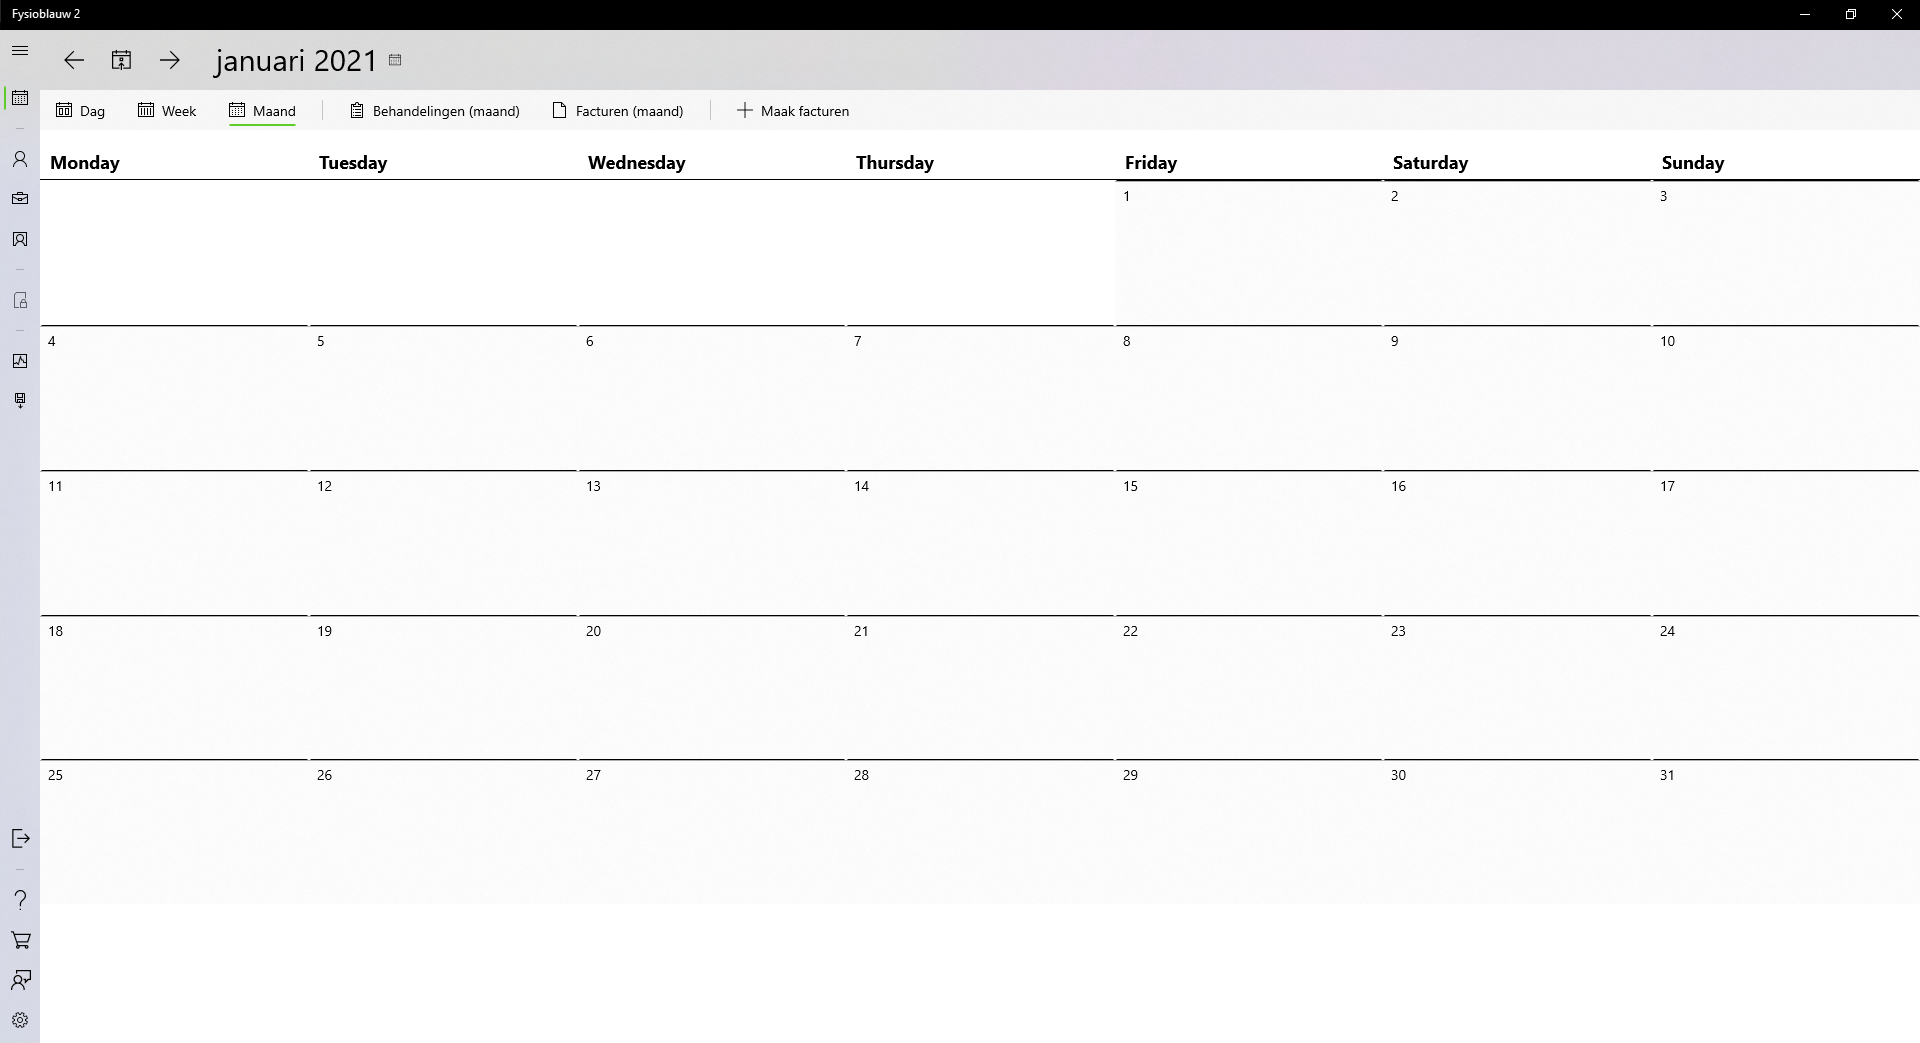 Fysioblauw 2
januari 2021
Dag Week Maand Behandelingen (maand) Facturen (maand) Maak facturen
Monday Tuesday Wednesday Thursday Friday Saturday Sunday
1 2 3
4 5 6 7 8 9 10
11 12 13 14 15 16 17
18 19 20 21 22 23 24
25 26 27 28 29 30 31